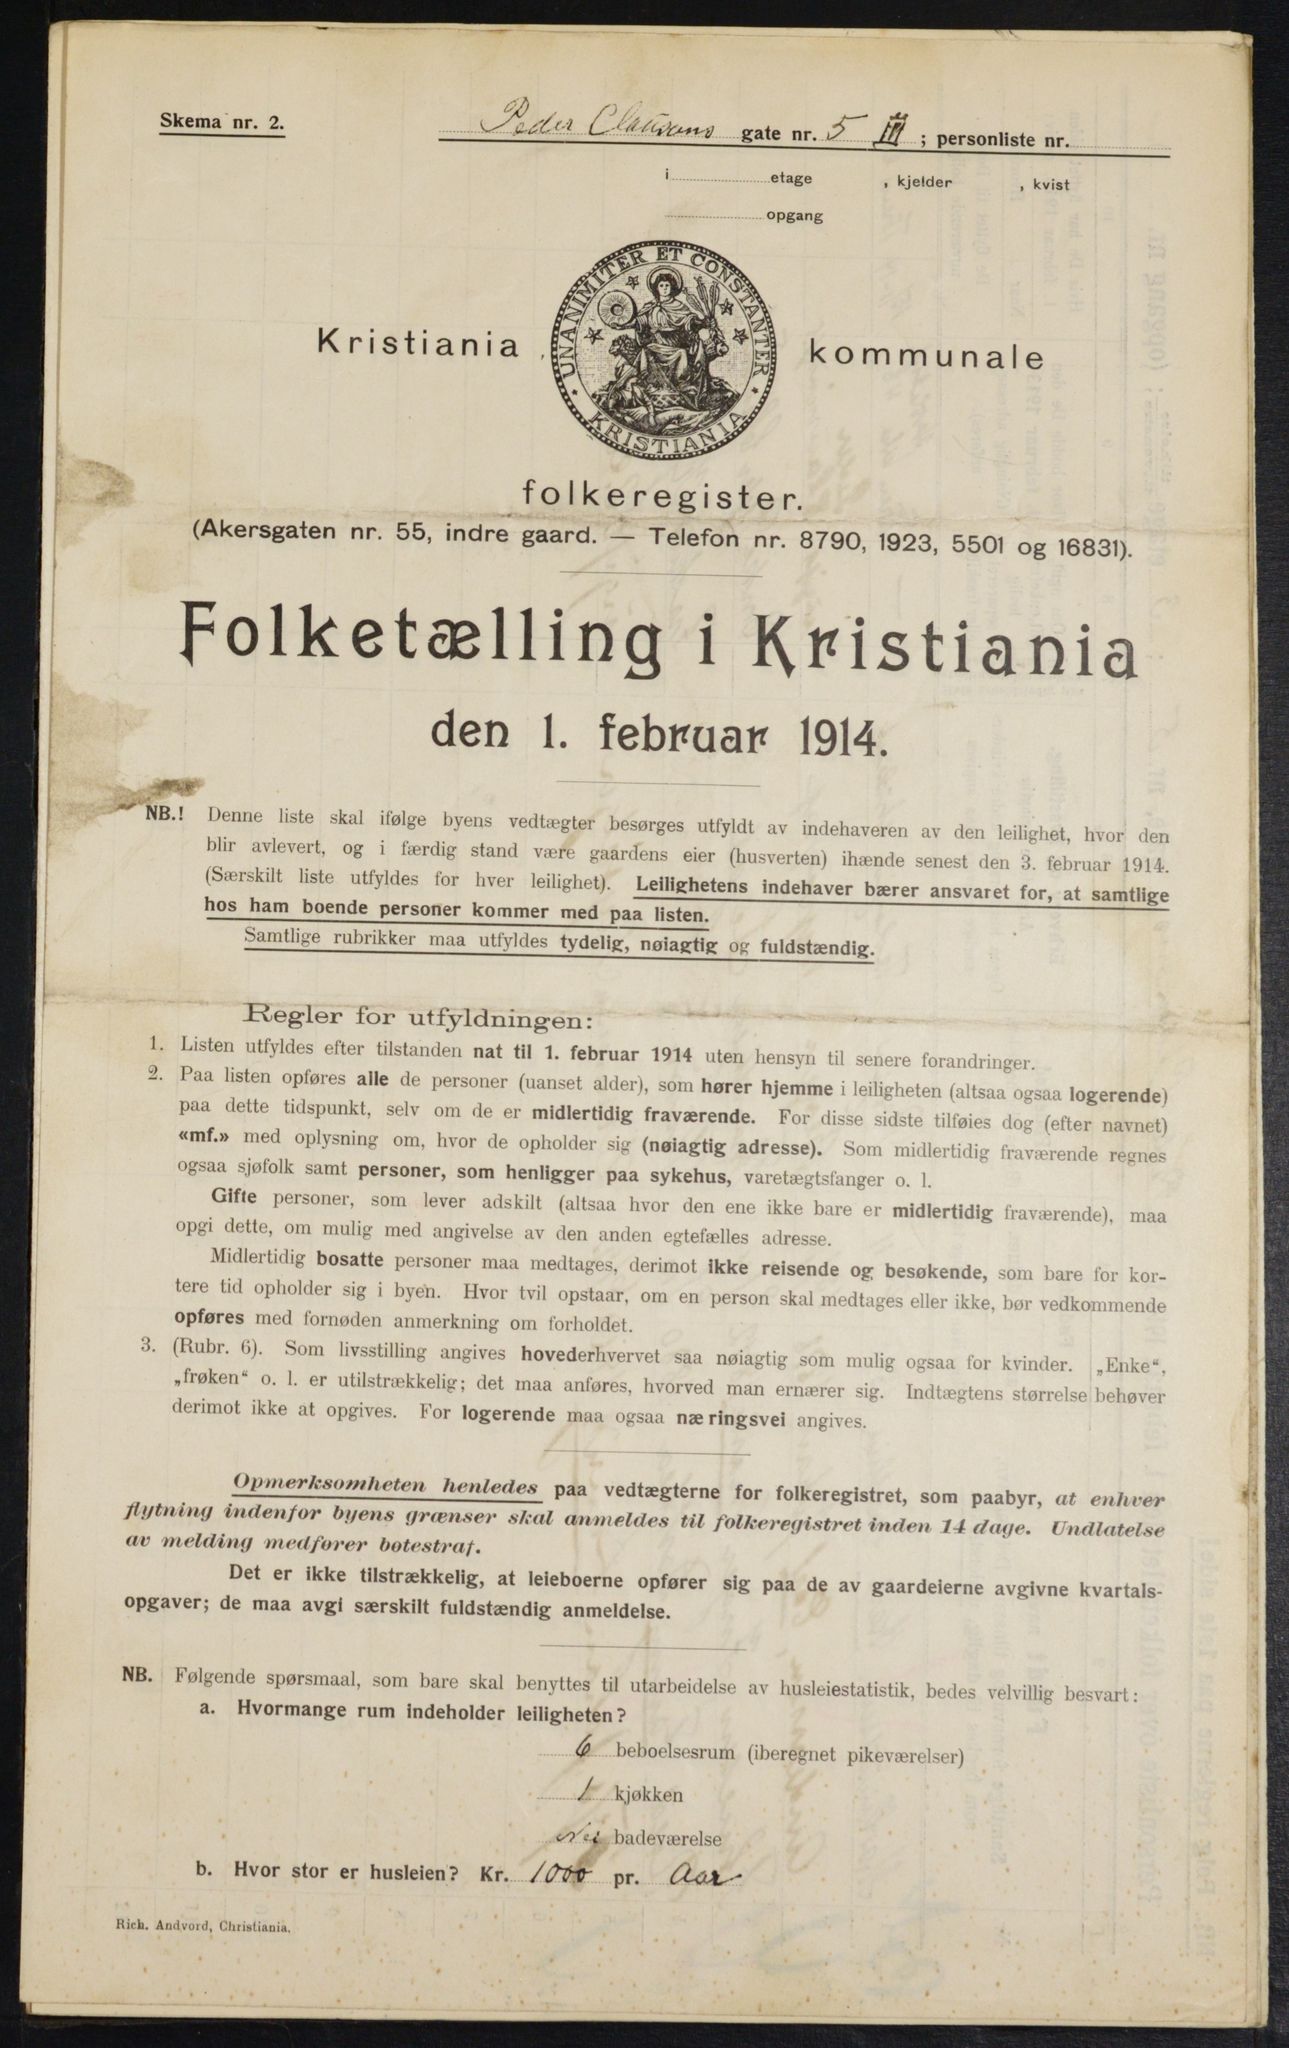 Skema nr. 2.
Peder Clausøns gate nr. 5 III ; personliste nr.
i etage , kjelder , kvist
opgang
UNANIMITER ET CONSTANTER
KRISTIANIA
Kristiania kommunale
folkeregister.
(Akersgaten nr. 55, indre gaard. — Telefon nr. 8790, 1923, 5501 og 16831).
Folketælling i Kristiania
den 1. februar 1914.
NB.! Denne liste skal ifølge byens vedtægter besørges utfyldt av indehaveren av den leilighet, hvor den
blir avlevert, og i færdig stand være gaardens eier (husverten) ihænde senest den 3. februar 1914.
(Særskilt liste utfyldes for hver leilighet). Leilighetens indehaver bærer ansvaret for, at samtlige
hos ham boende personer kommer med paa listen.
Samtlige rubrikker maa utfyldes tydelig, nøiagtig og fuldstændig.
Regler for utfyldningen:
1. Listen utfyldes efter tilstanden nat til 1. februar 1914 uten hensyn til senere forandringer.
2. Paa listen opføres alle de personer (uanset alder), som hører hjemme i leiligheten (altsaa ogsaa logerende)
paa dette tidspunkt, selv om de er midlertidig fraværende. For disse sidste tilføies dog (efter navnet)
«mf.» med oplysning om, hvor de opholder sig (nøiagtig adresse). Som midlertidig fraværende regnes
ogsaa sjøfolk samt personer, som henligger paa sykehus, varetægtsfanger o. l.
Gifte personer, som lever adskilt (altsaa hvor den ene ikke bare er midlertidig fraværende), maa
opgi dette, om mulig med angivelse av den anden egtefælles adresse.
Midlertidig bosatte personer maa medtages, derimot ikke reisende og besøkende, som bare for kor-
tere tid opholder sig i byen. Hvor tvil opstaar, om en person skal medtages eller ikke, bør vedkommende
opføres med fornøden anmerkning om forholdet.
3. (Rubr. 6). Som livsstilling angives hovederhvervet saa nøiagtig som mulig ogsaa for kvinder. „Enke“,
„frøken“ o. l. er utilstrækkelig; det maa anføres, hvorved man ernærer sig. Indtægtens størrelse behøver
derimot ikke at opgives. For logerende maa ogsaa næringsvei angives.
Opmerksomheten henledes paa vedtægterne for folkeregistret, som paabyr, at enhver
flytning indenfor byens grænser skal anmeldes til folkeregistret inden 14 dage. Undlatelse
av melding medfører bøtestraf.
Det er ikke tilstrækkelig, at leieboerne opfører sig paa de av gaardeierne avgivne kvartals-
opgaver; de maa avgi særskilt fuldstændig anmeldelse.
NB. Følgende spørsmaal, som bare skal benyttes til utarbeidelse av husleiestatistik, bedes velvillig besvart:
a. Hvormange rum indeholder leiligheten?
6 beboelsesrum (iberegnet pikeværelser)
1 kjøkken
Nei badeværelse
b. Hvor stor er husleien? Kr. 1000 pr. Aar
Rich. Andvord, Christiania.